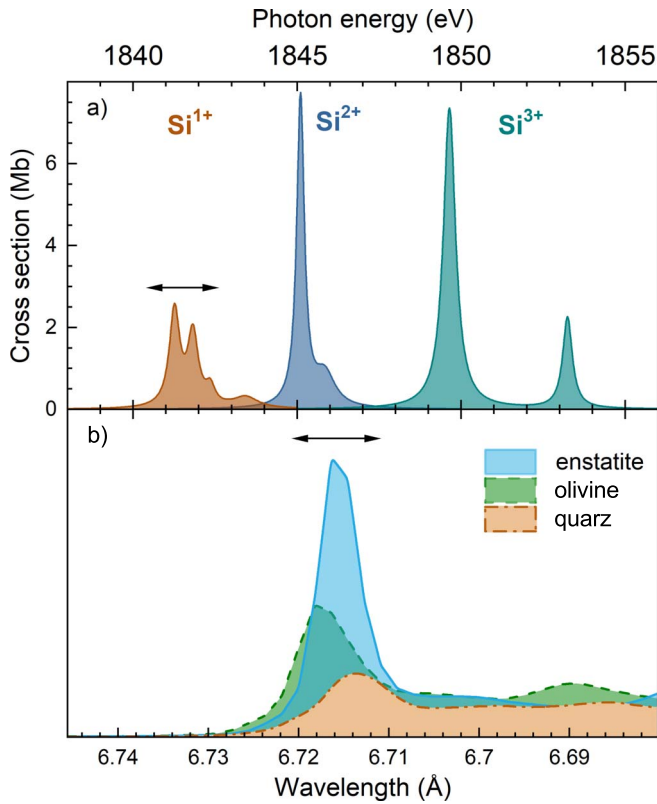 Photon energy (eV)
1841 1845 1850 1855
a)
Si1+ Si2+ Si3+
Cross section (Mb)
6
4
2
0
b)
enstatite
olivine
quarz
6.74 6.73 6.72 6.71 6.7 6.69
Wavelength (Å)